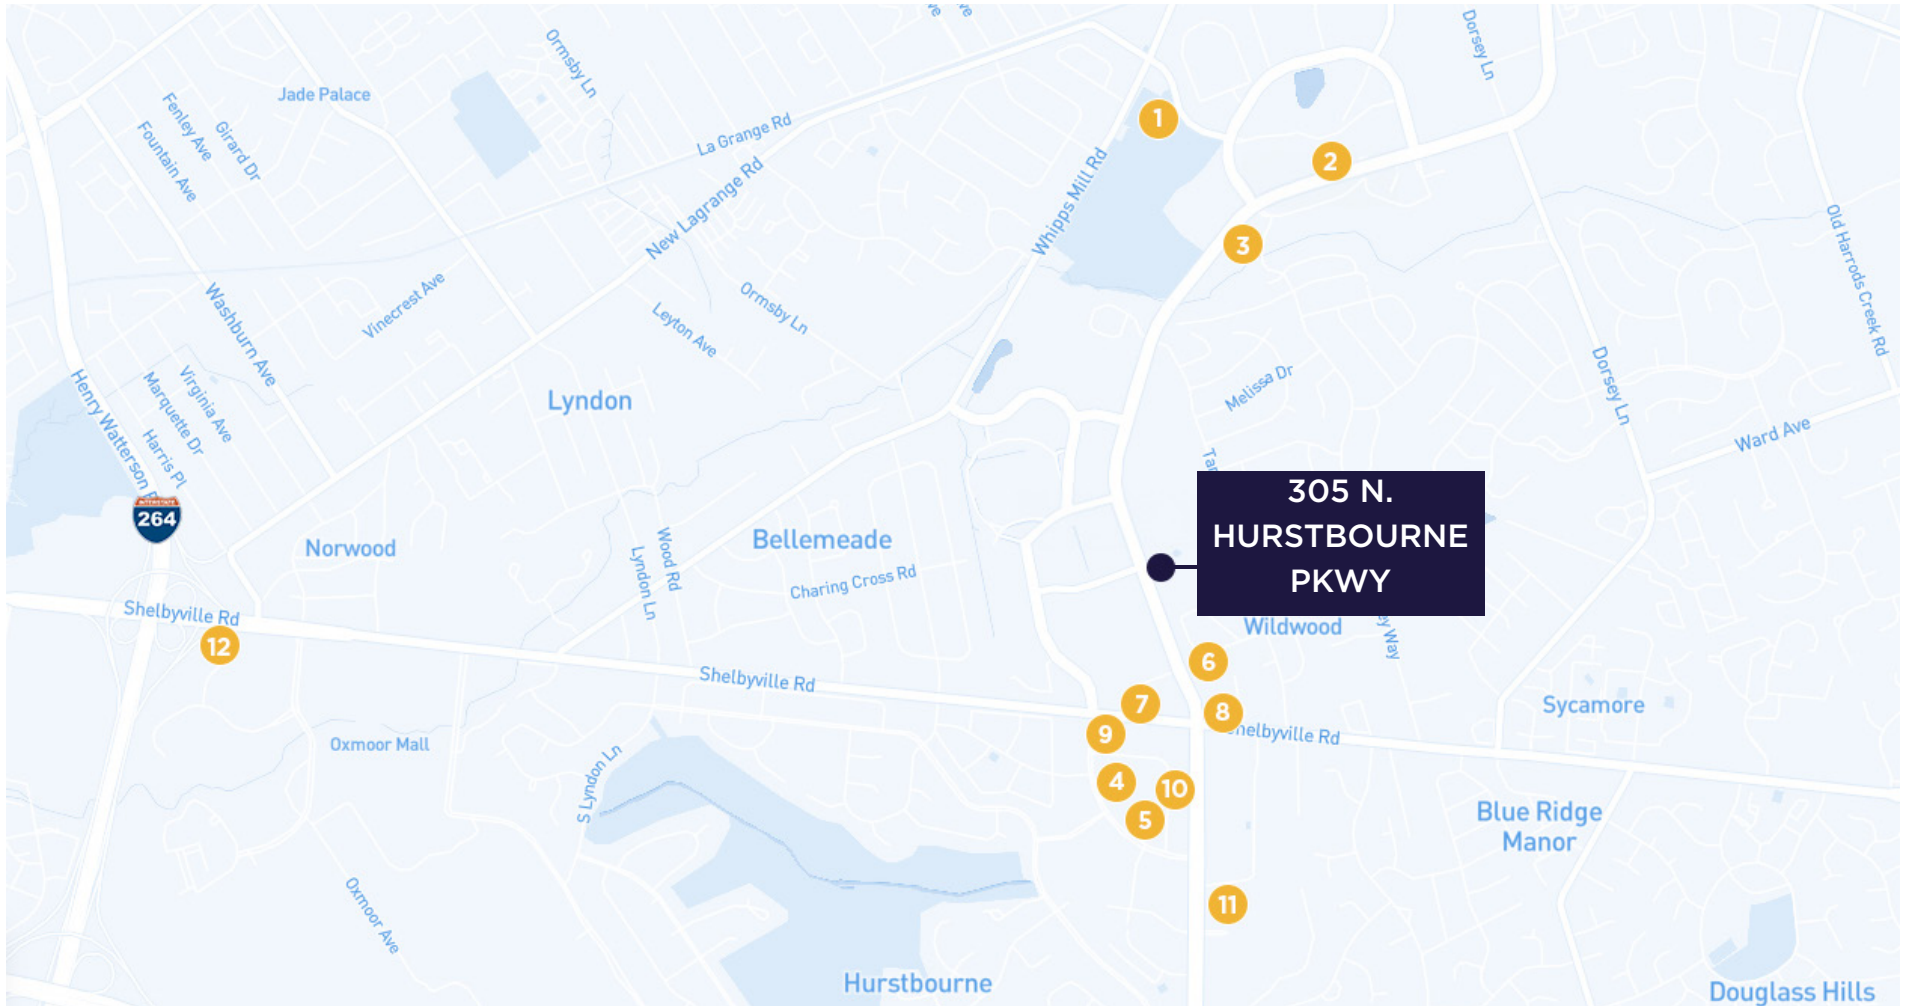 Ormsby Ln
Dorsey Ln
Jade Palace
Fenley Ave
Girard Dr
Fountain Ave
La Grange Rd
1
2
New Lagrange Rd
Whipps Mill Rd
3
Old Harrods Creek Rd
Washburn Ave
Vinecrest Ave
Ormsby Ln
Leyton Ave
Henry Watterson
Virginia Ave
Marquette Dr
Harris Pl
Lyndon
Melissa Dr
Dorsey Ln
Ward Ave
INTERSTATE
264
305 N.
HURSTBOURNE
PKWY
Norwood
Bellemeade
Wood Rd
Lyndon Ln
Charing Cross Rd
Shelbyville Rd
12
Wildwood
Way
6
Shelbyville Rd
7
8
Shelbyville Rd
9
Sycamore
Oxmoor Mall
S Lyndon Ln
4
10
5
Blue Ridge
Manor
Oxmoor Ave
11
Hurstbourne
Douglass Hills